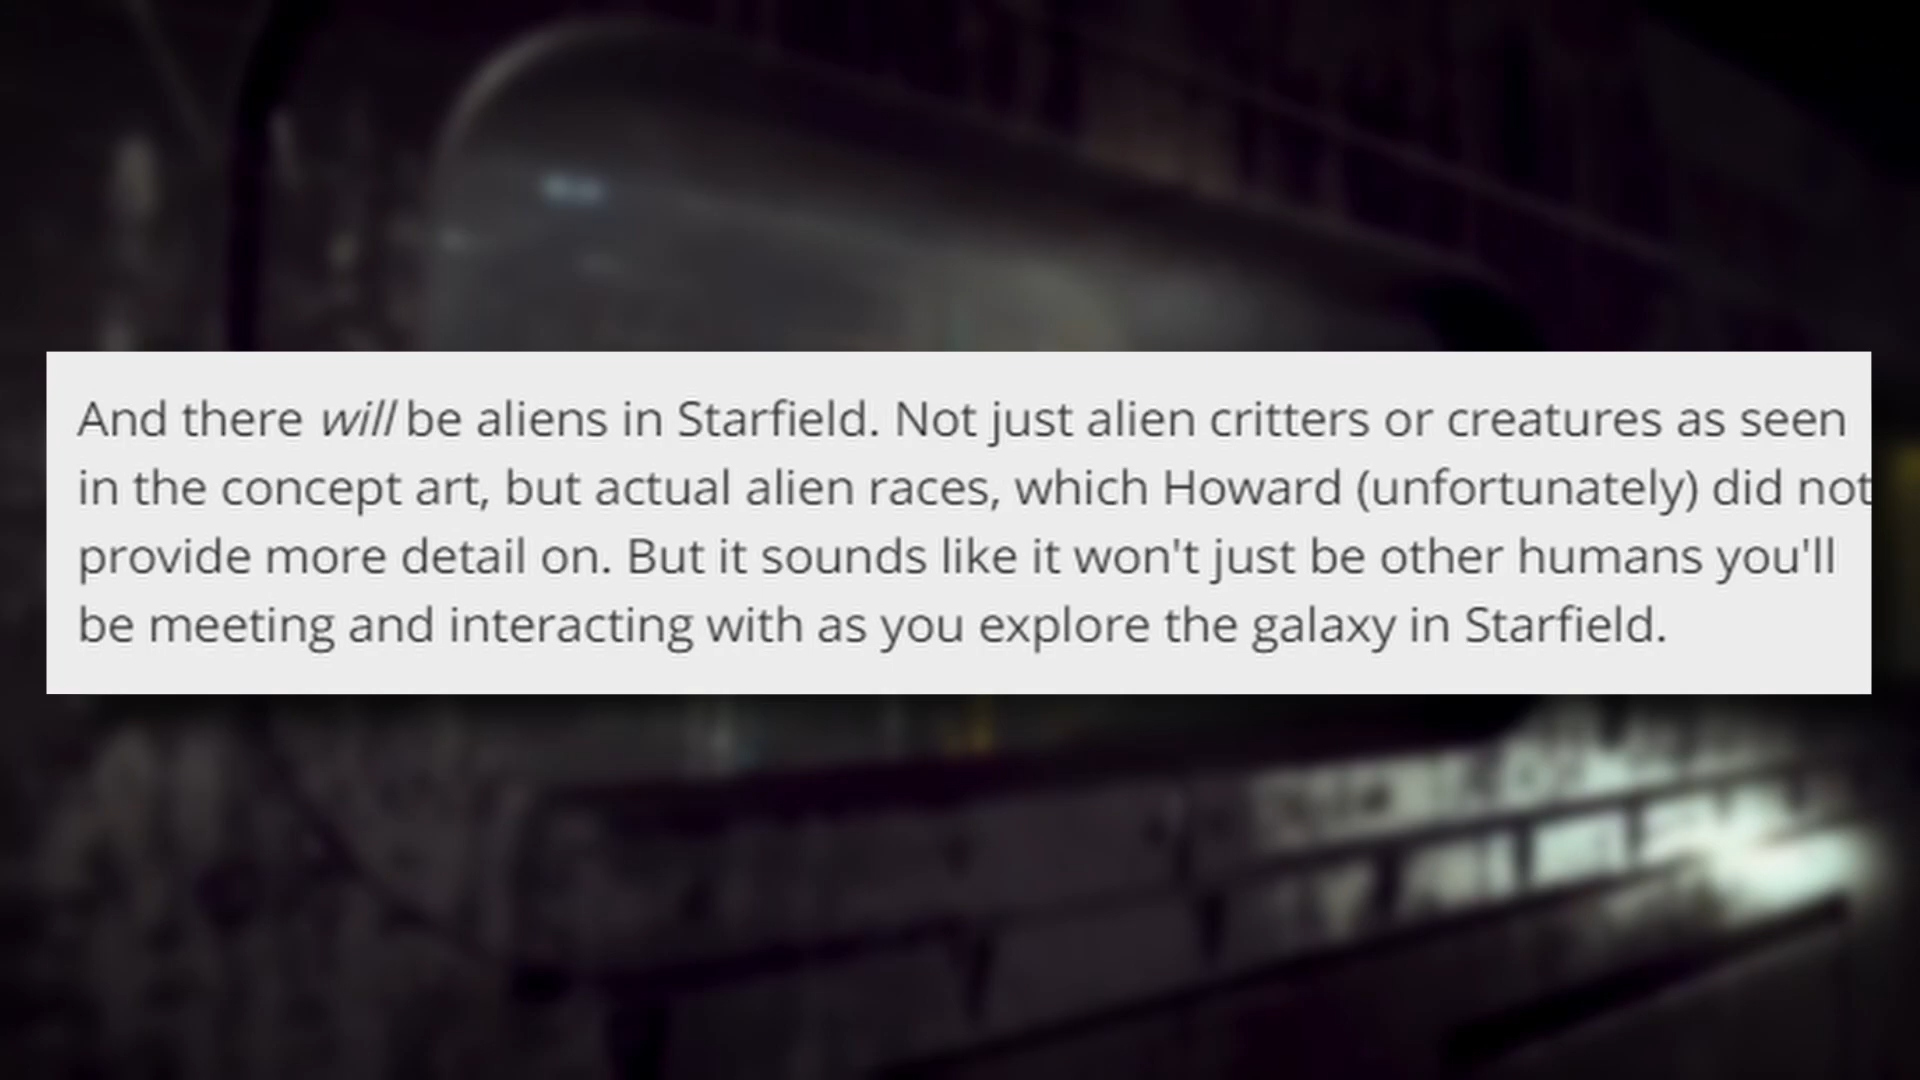 And there will be aliens in Starfield. Not just alien critters or creatures as seen
in the concept art, but actual alien races, which Howard (unfortunately) did not
provide more detail on. But it sounds like it won't just be other humans you'll
be meeting and interacting with as you explore the galaxy in Starfield.